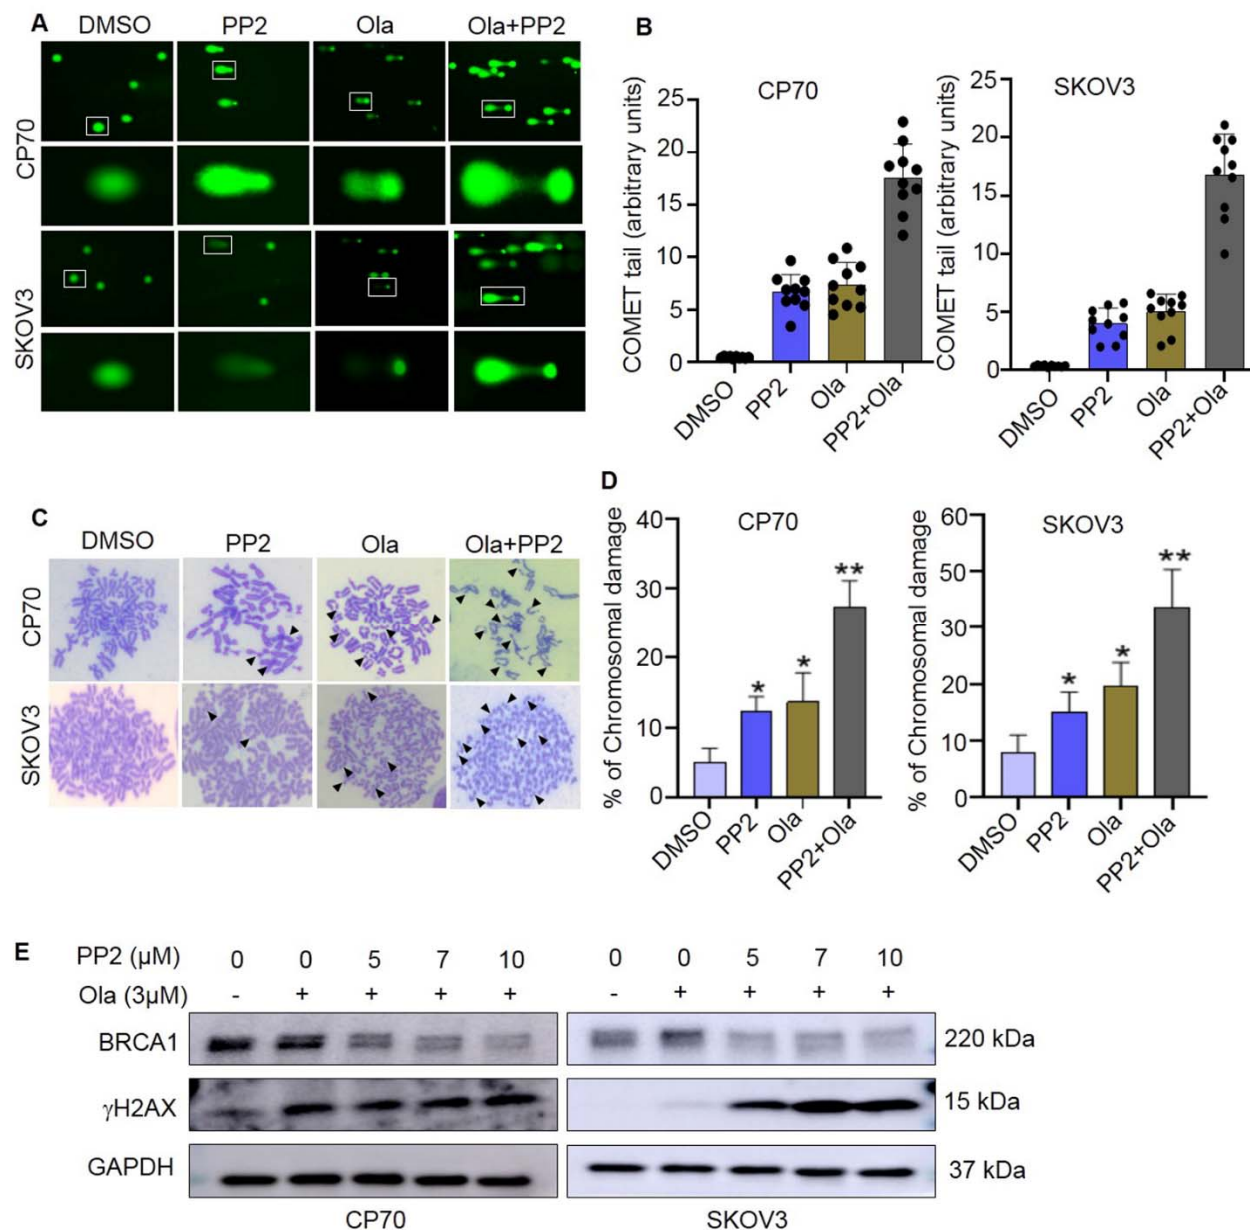 A
DMSO PP2 Ola Ola+PP2
CP70
SKOV3
B
COMET tail (arbitrary units)
CP70
25
20
15
10
5
0
DMSO PP2 Ola PP2+Ola
COMET tail (arbitrary units)
SKOV3
25
20
15
10
5
0
DMSO PP2 Ola PP2+Ola
C
DMSO PP2 Ola Ola+PP2
CP70
SKOV3
D
% of Chromosomal damage
CP70
40
30
20
10
0
* * **
DMSO PP2 Ola PP2+Ola
% of Chromosomal damage
SKOV3
60
50
30
20
10
0
* * **
DMSO PP2 Ola PP2+Ola
E
PP2 (µM) 0 0 5 7 10 0 0 5 7 10
Ola (3µM) - + + + + - + + + +
BRCA1 220 kDa
γH2AX 15 kDa
GAPDH 37 kDa
CP70 SKOV3